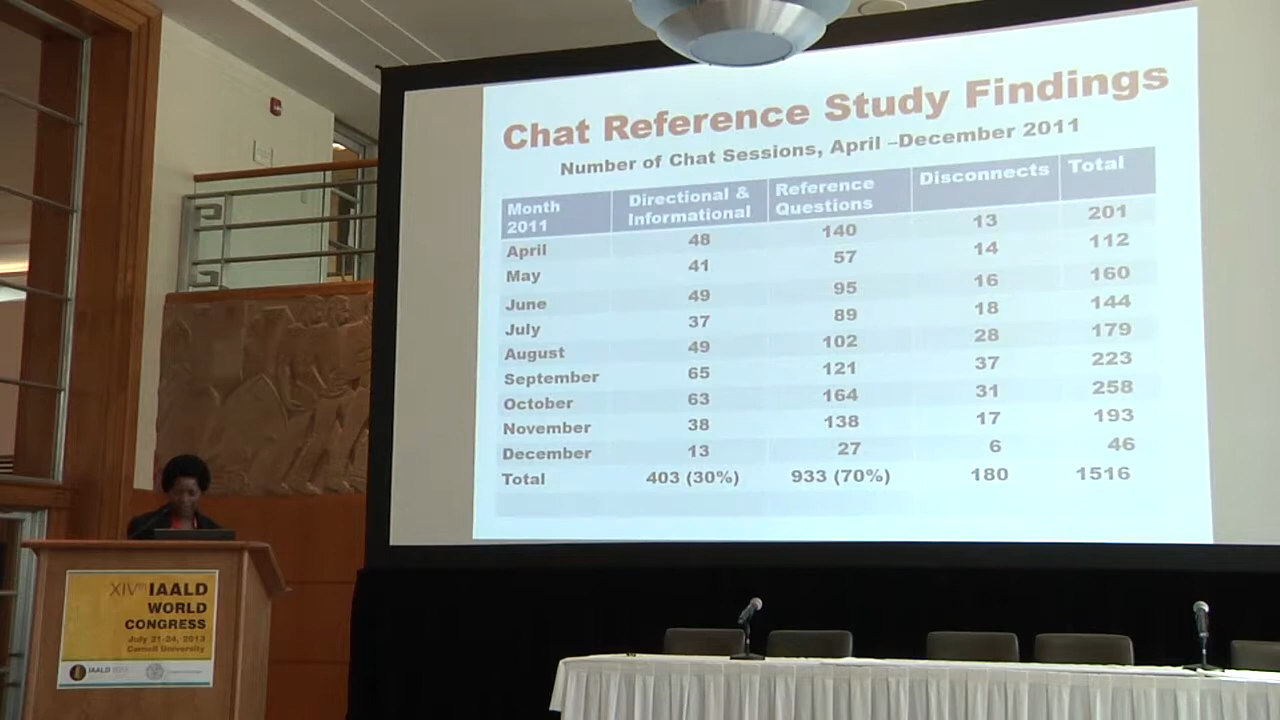 Chat Reference Study Findings
Number of Chat Sessions, April –December 2011
Month 2011 Directional & Informational Reference Questions Disconnects Total
April 48 140 13 201
May 41 57 14 112
June 49 95 16 160
July 37 89 18 144
August 49 102 28 179
September 65 121 37 223
October 63 164 31 258
November 38 138 17 193
December 13 27 6 46
Total 403 (30%) 933 (70%) 180 1516
XIVth IAALD
WORLD
CONGRESS
July 21-24, 2013
Cornell University
IAALD